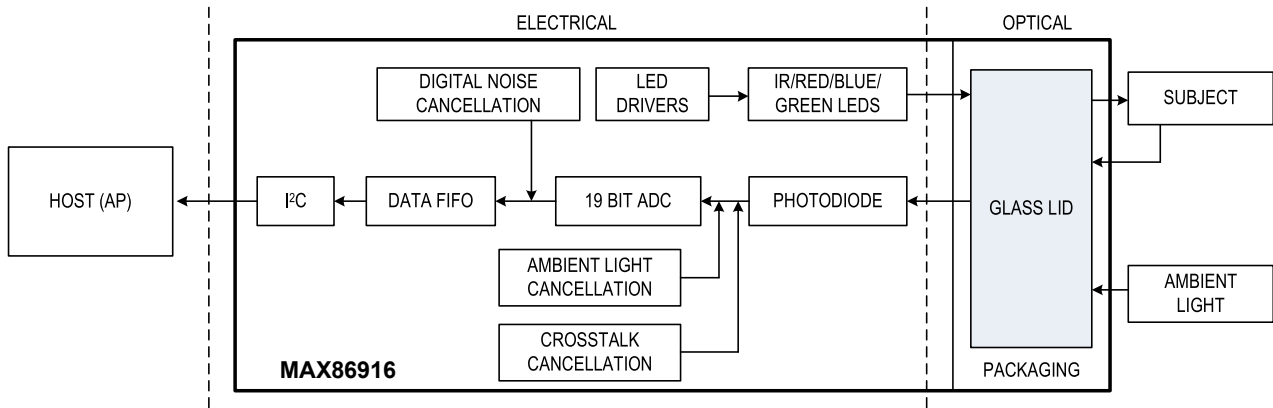 ELECTRICAL
OPTICAL
DIGITAL NOISE
CANCELLATION
LED
DRIVERS
IR/RED/BLUE/
GREEN LEDS
SUBJECT
HOST (AP)
I²C
DATA FIFO
19 BIT ADC
PHOTODIODE
GLASS LID
AMBIENT LIGHT
CANCELLATION
AMBIENT
LIGHT
CROSSTALK
CANCELLATION
MAX86916
PACKAGING